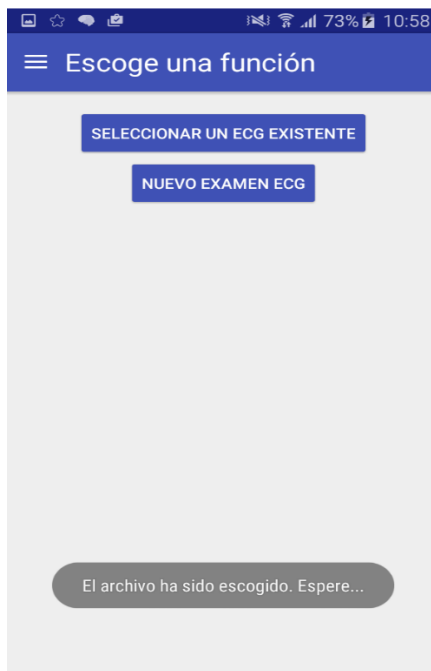 73% 10:58
Escoge una función
SELECCIONAR UN ECG EXISTENTE
NUEVO EXAMEN ECG
El archivo ha sido escogido. Espere...